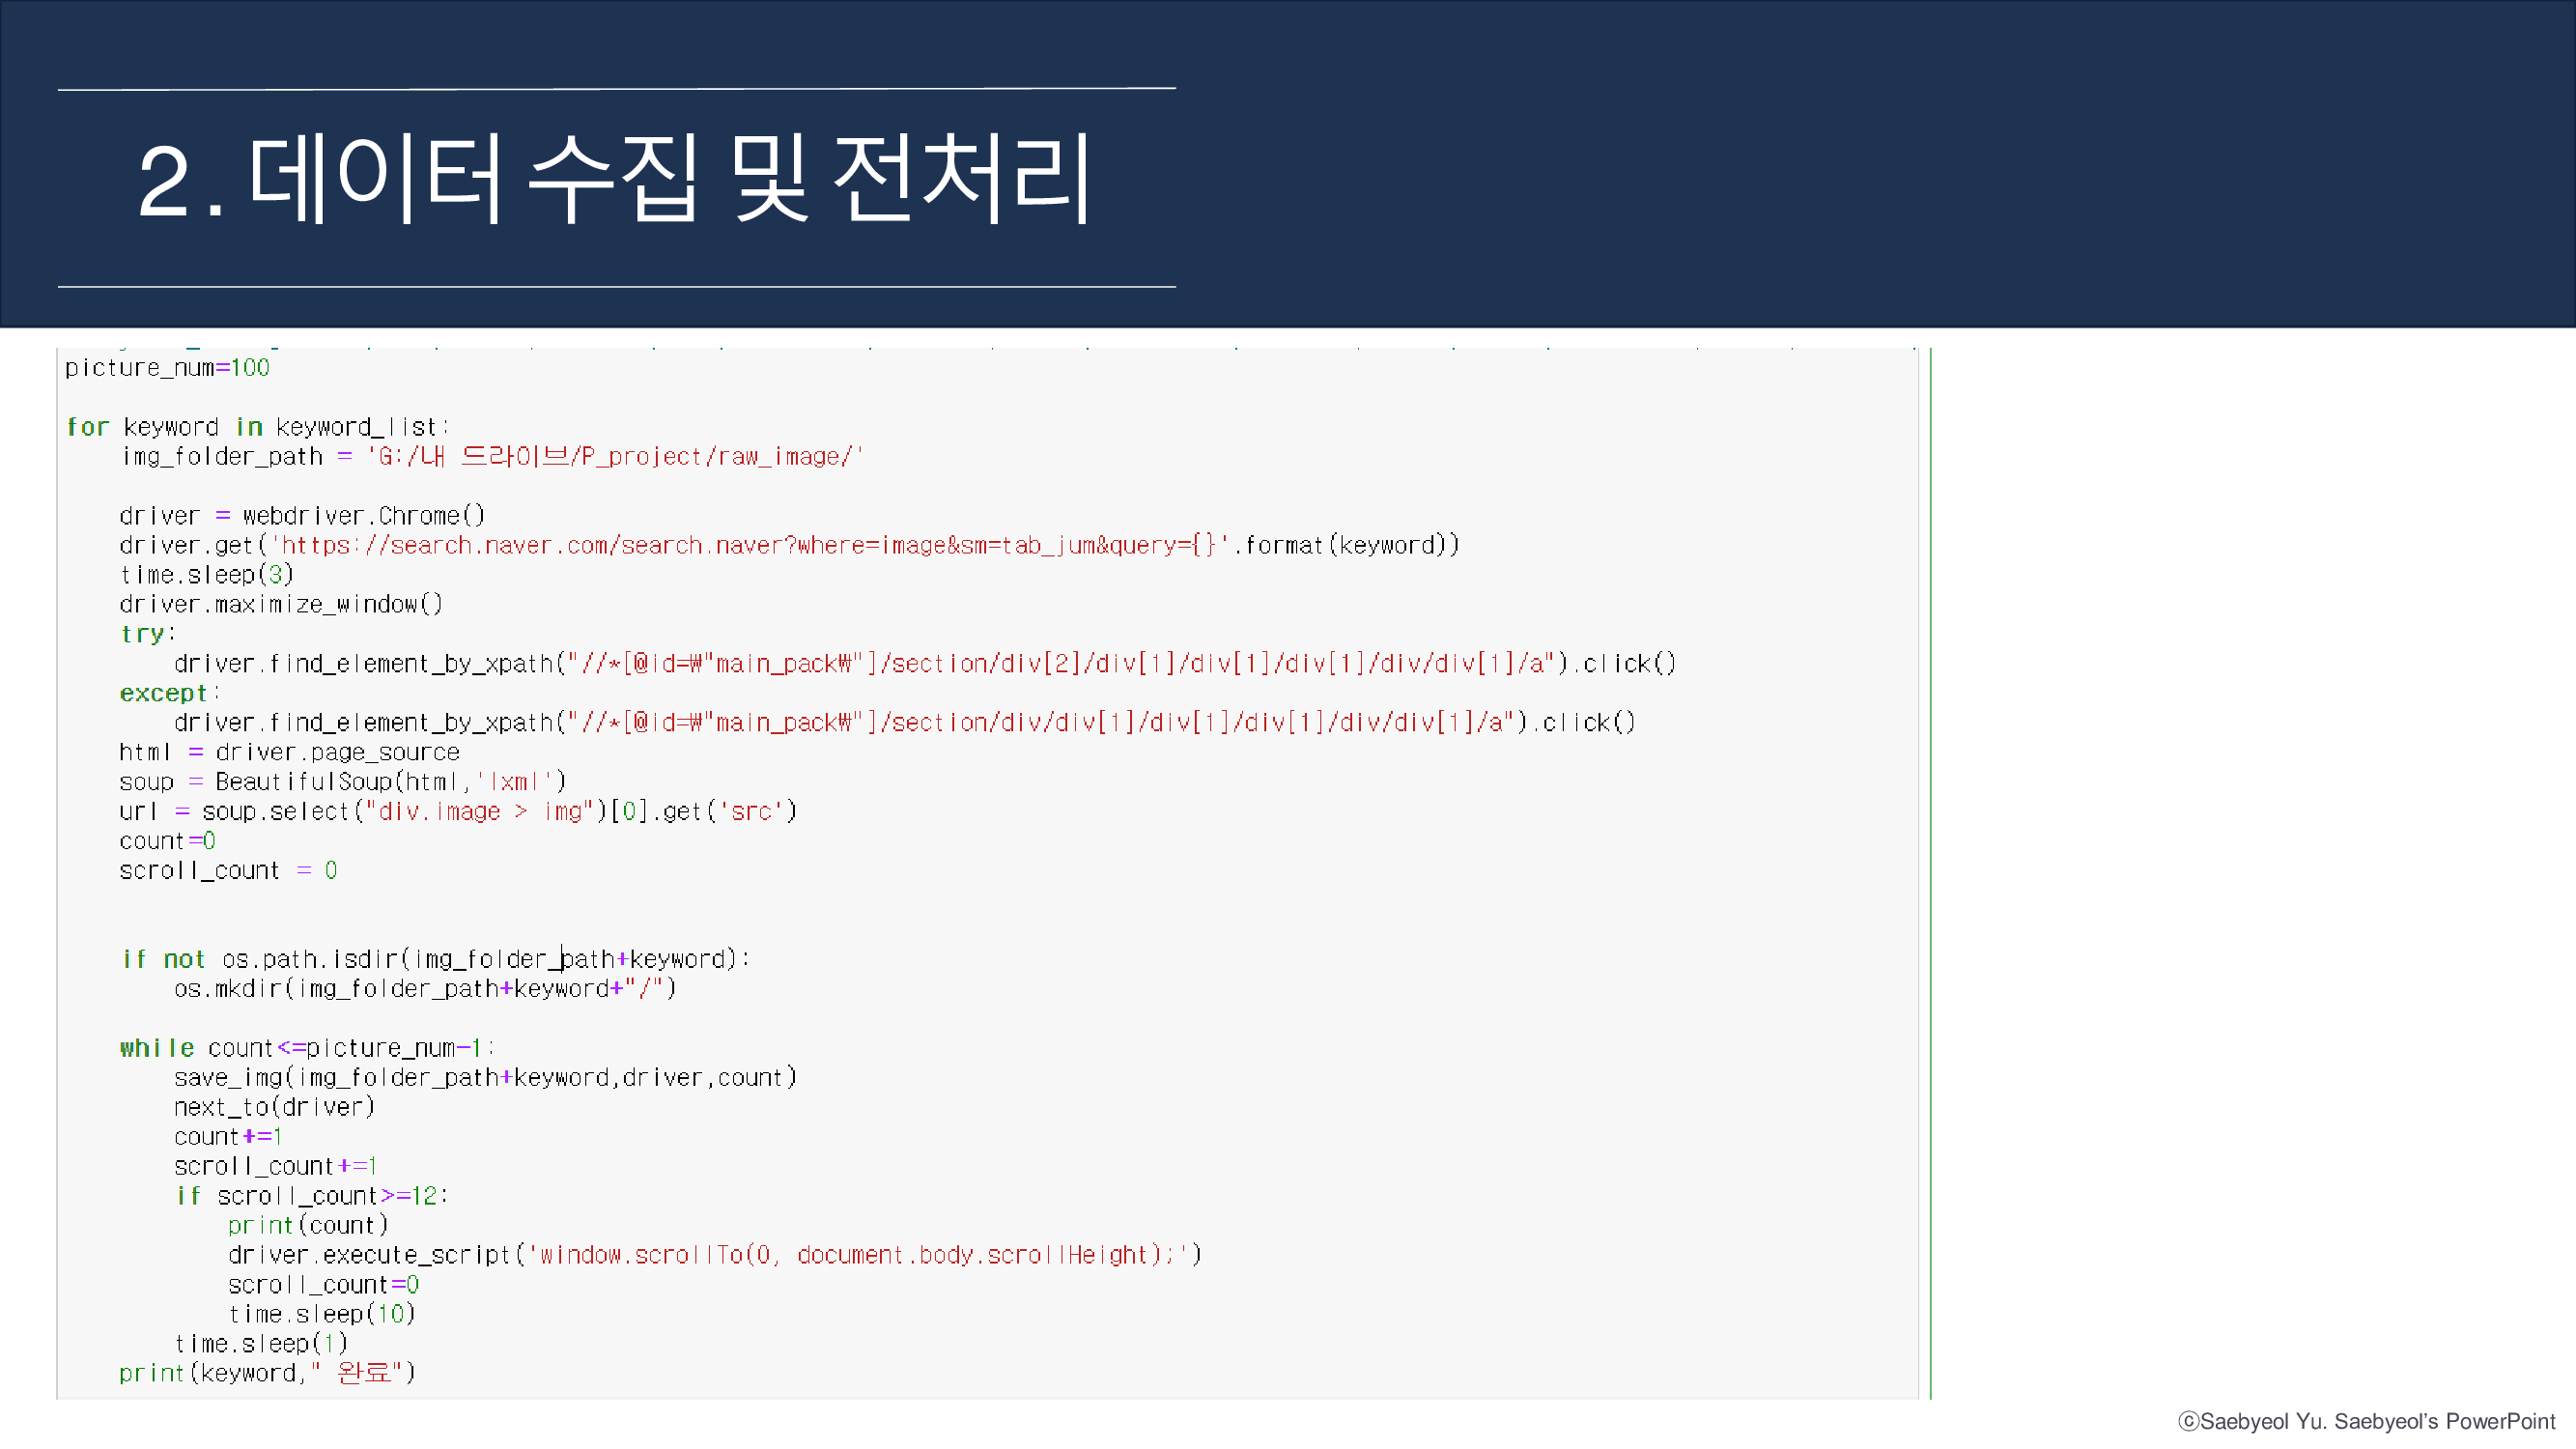 2. 데이터 수집 및 전처리
picture_num=100
for keyword in keyword_list:
    img_folder_path = 'G:/내 드라이브/P_project/raw_image/'
    driver = webdriver.Chrome()
    driver.get('https://search.naver.com/search.naver?where=image&sm=tab_jum&query={}'.format(keyword))
    time.sleep(3)
    driver.maximize_window()
    try:
        driver.find_element_by_xpath("//*[@id=₩"main_pack₩"]/section/div[2]/div[1]/div[1]/div[1]/div/div[1]/a").click()
    except:
        driver.find_element_by_xpath("//*[@id=₩"main_pack₩"]/section/div/div[1]/div[1]/div[1]/div/div[1]/a").click()
    html = driver.page_source
    soup = BeautifulSoup(html,'lxml')
    url = soup.select("div.image > img")[0].get('src')
    count=0
    scroll_count = 0
    if not os.path.isdir(img_folder_path+keyword):
        os.mkdir(img_folder_path+keyword+"/")
    while count<=picture_num-1:
        save_img(img_folder_path+keyword,driver,count)
        next_to(driver)
        count+=1
        scroll_count+=1
        if scroll_count>=12:
            print(count)
            driver.execute_script('window.scrollTo(0, document.body.scrollHeight);')
            scroll_count=0
            time.sleep(10)
        time.sleep(1)
    print(keyword," 완료")
ⓒSaebyeol Yu. Saebyeol’s PowerPoint